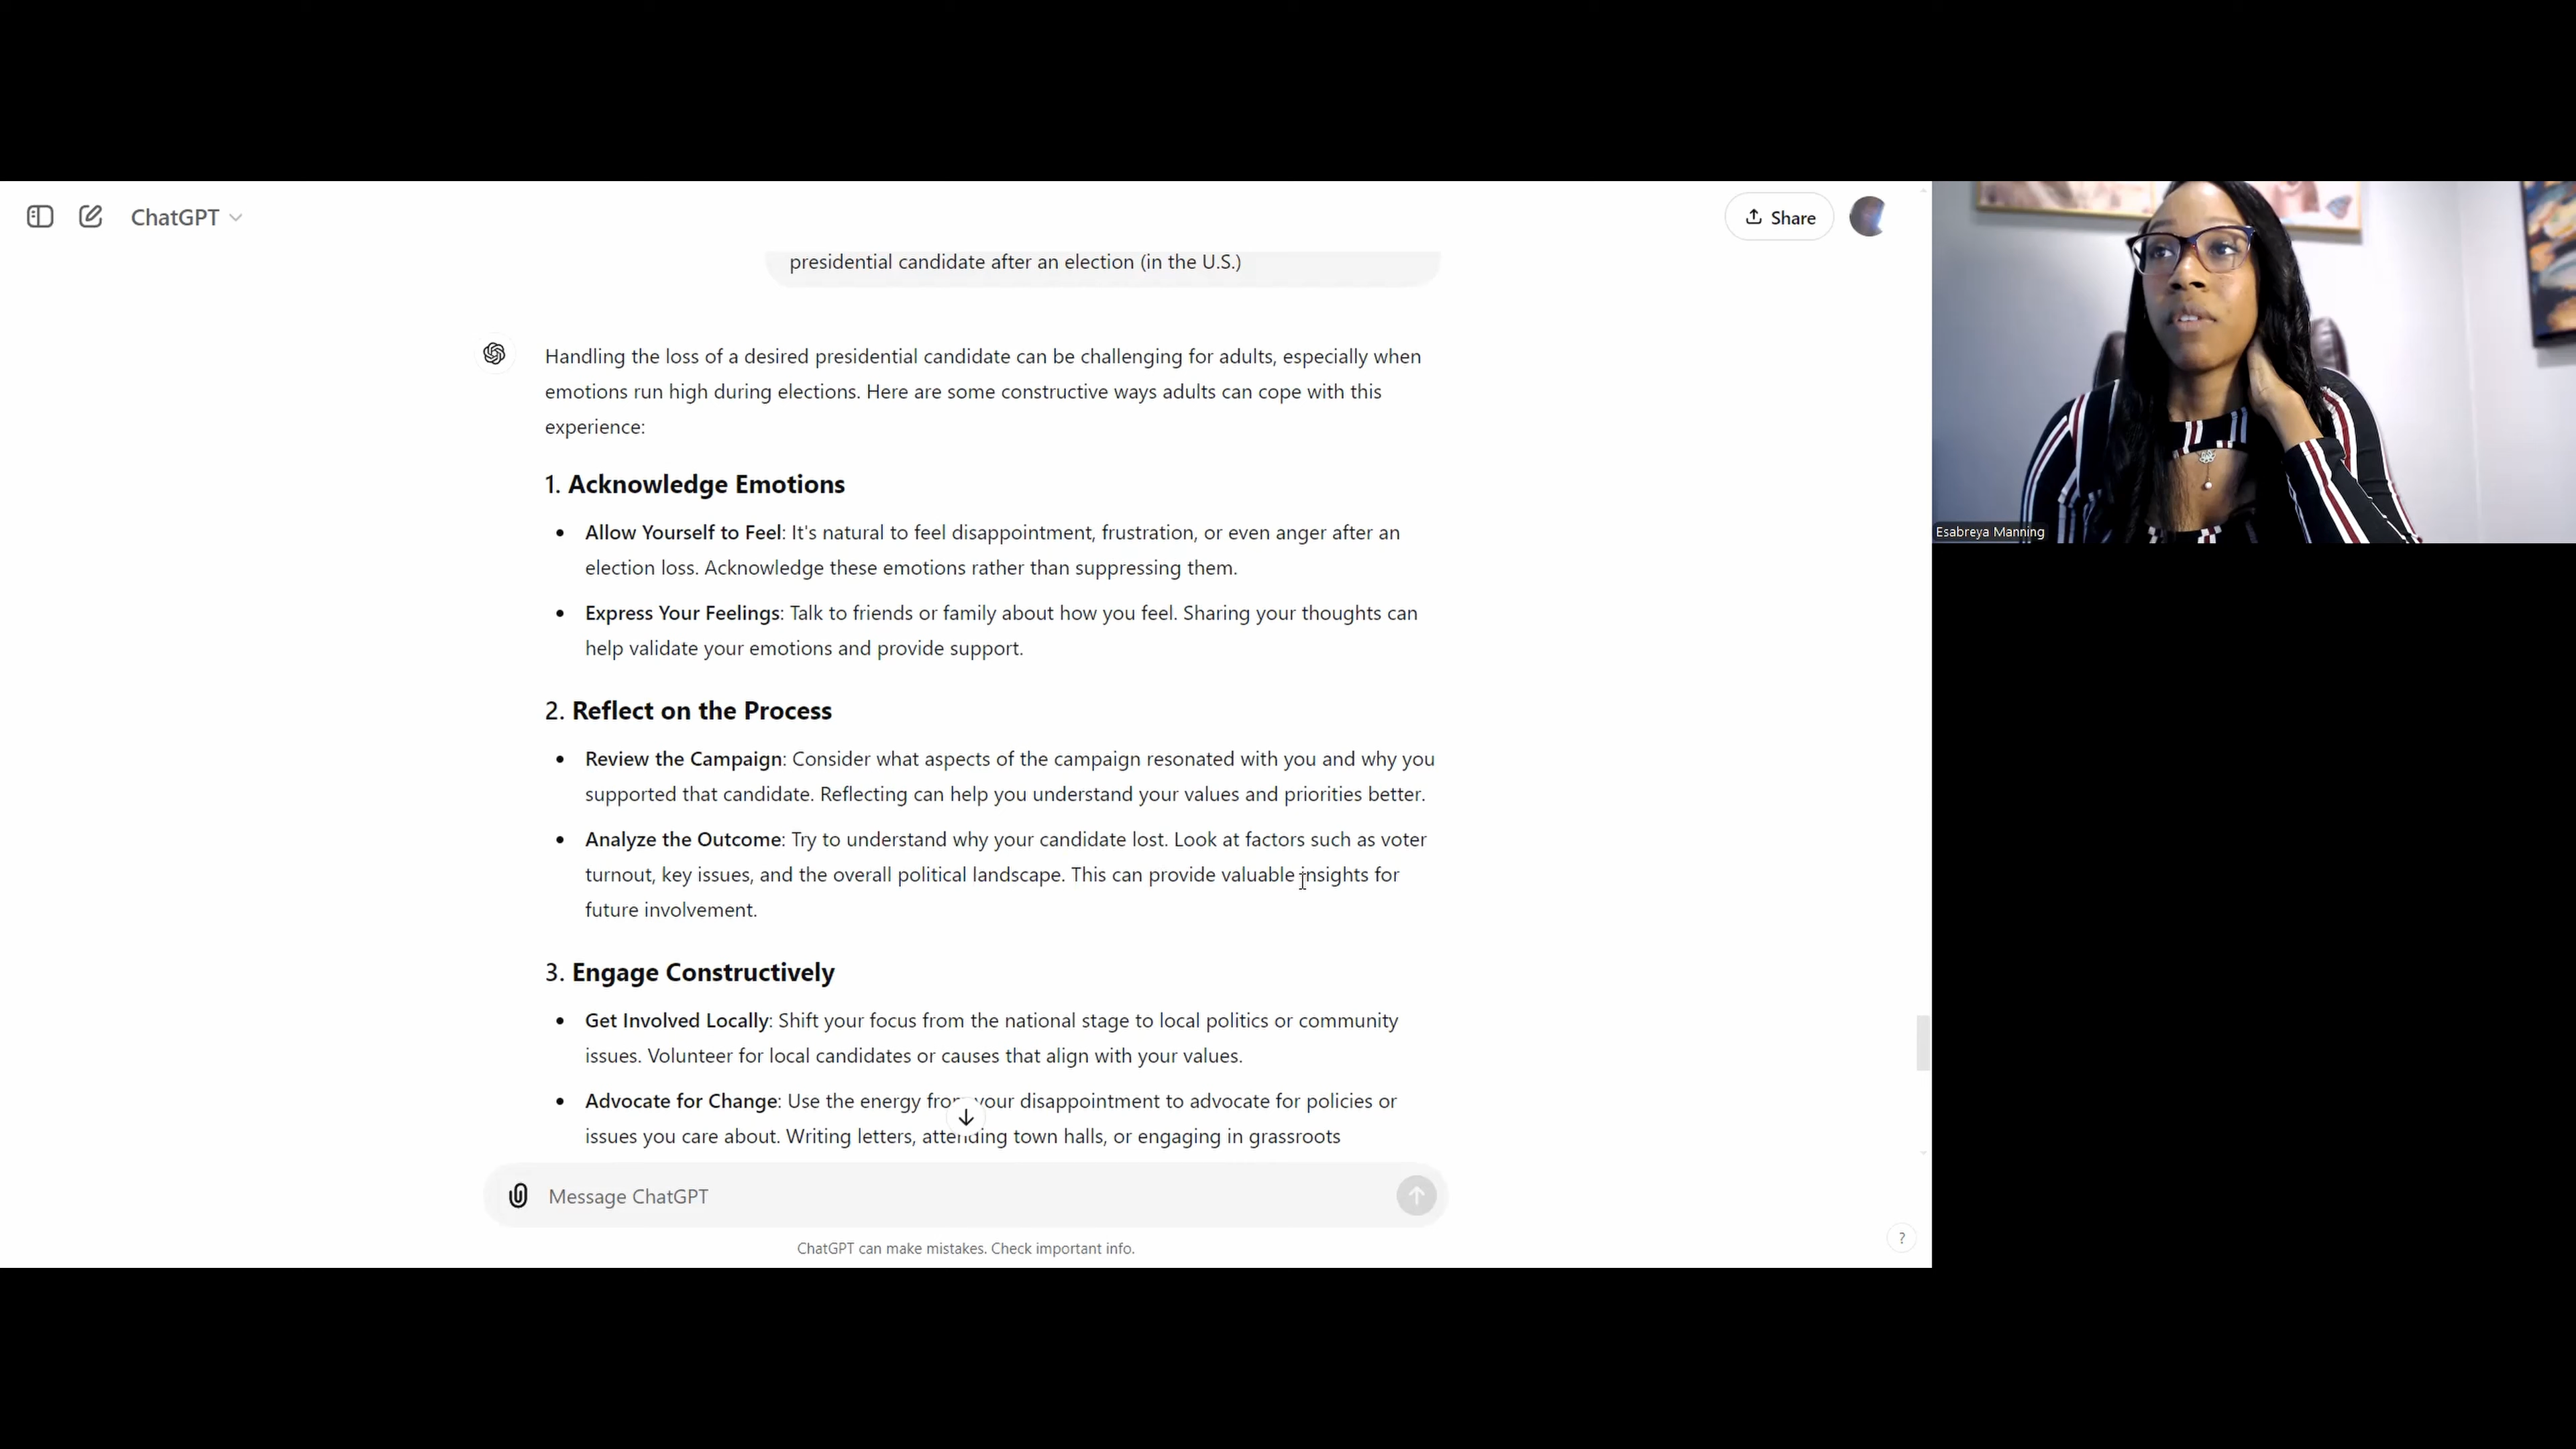 ChatGPT
Share
presidential candidate after an election (in the U.S.)
Handling the loss of a desired presidential candidate can be challenging for adults, especially when
emotions run high during elections. Here are some constructive ways adults can cope with this
experience:
1. Acknowledge Emotions
• Allow Yourself to Feel: It's natural to feel disappointment, frustration, or even anger after an
election loss. Acknowledge these emotions rather than suppressing them.
• Express Your Feelings: Talk to friends or family about how you feel. Sharing your thoughts can
help validate your emotions and provide support.
2. Reflect on the Process
• Review the Campaign: Consider what aspects of the campaign resonated with you and why you
supported that candidate. Reflecting can help you understand your values and priorities better.
• Analyze the Outcome: Try to understand why your candidate lost. Look at factors such as voter
turnout, key issues, and the overall political landscape. This can provide valuable insights for
future involvement.
3. Engage Constructively
• Get Involved Locally: Shift your focus from the national stage to local politics or community
issues. Volunteer for local candidates or causes that align with your values.
• Advocate for Change: Use the energy from your disappointment to advocate for policies or
issues you care about. Writing letters, attending town halls, or engaging in grassroots
Message ChatGPT
ChatGPT can make mistakes. Check important info.
?
Esabreya Manning